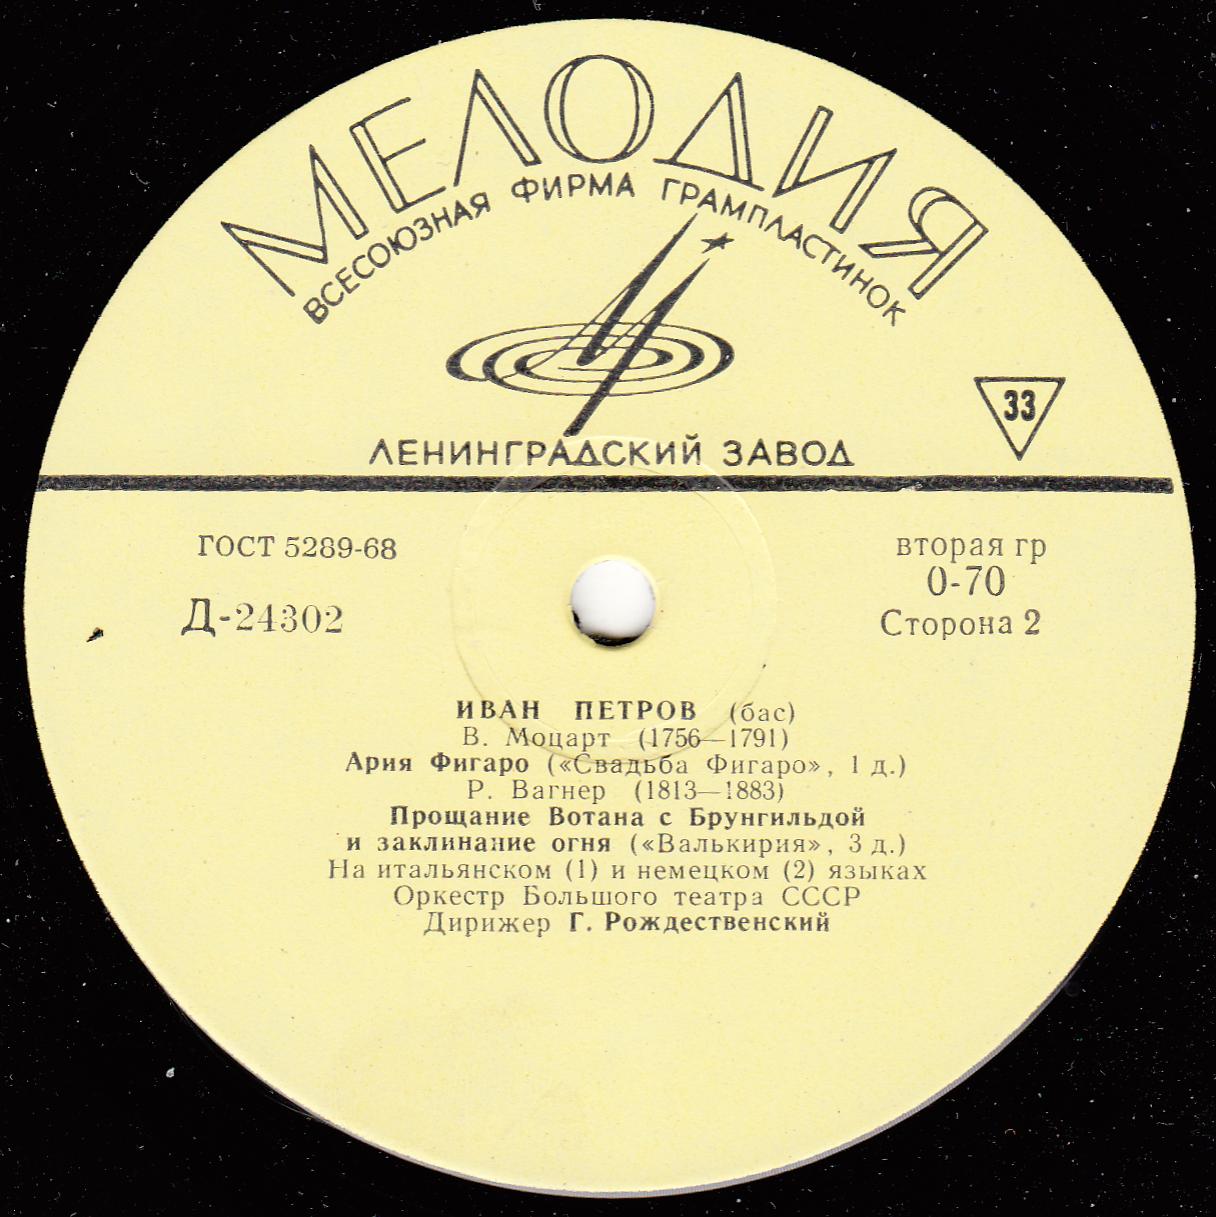 МЕЛОДИЯ
ВСЕСОЮЗНАЯ ФИРМА ГРАМПЛАСТИНОК
33
ЛЕНИНГРАДСКИЙ ЗАВОД
ГОСТ 5289-68
вторая гр
0-70
Д-24302
Сторона 2
ИВАН ПЕТРОВ (бас)
В. Моцарт (1756—1791)
Ария Фигаро («Свадьба Фигаро», 1 д.)
Р. Вагнер (1813—1883)
Прощание Вотана с Брунгильдой
и заклинание огня («Валькирия», 3 д.)
На итальянском (1) и немецком (2) языках
Оркестр Большого театра СССР
Дирижер Г. Рождественский